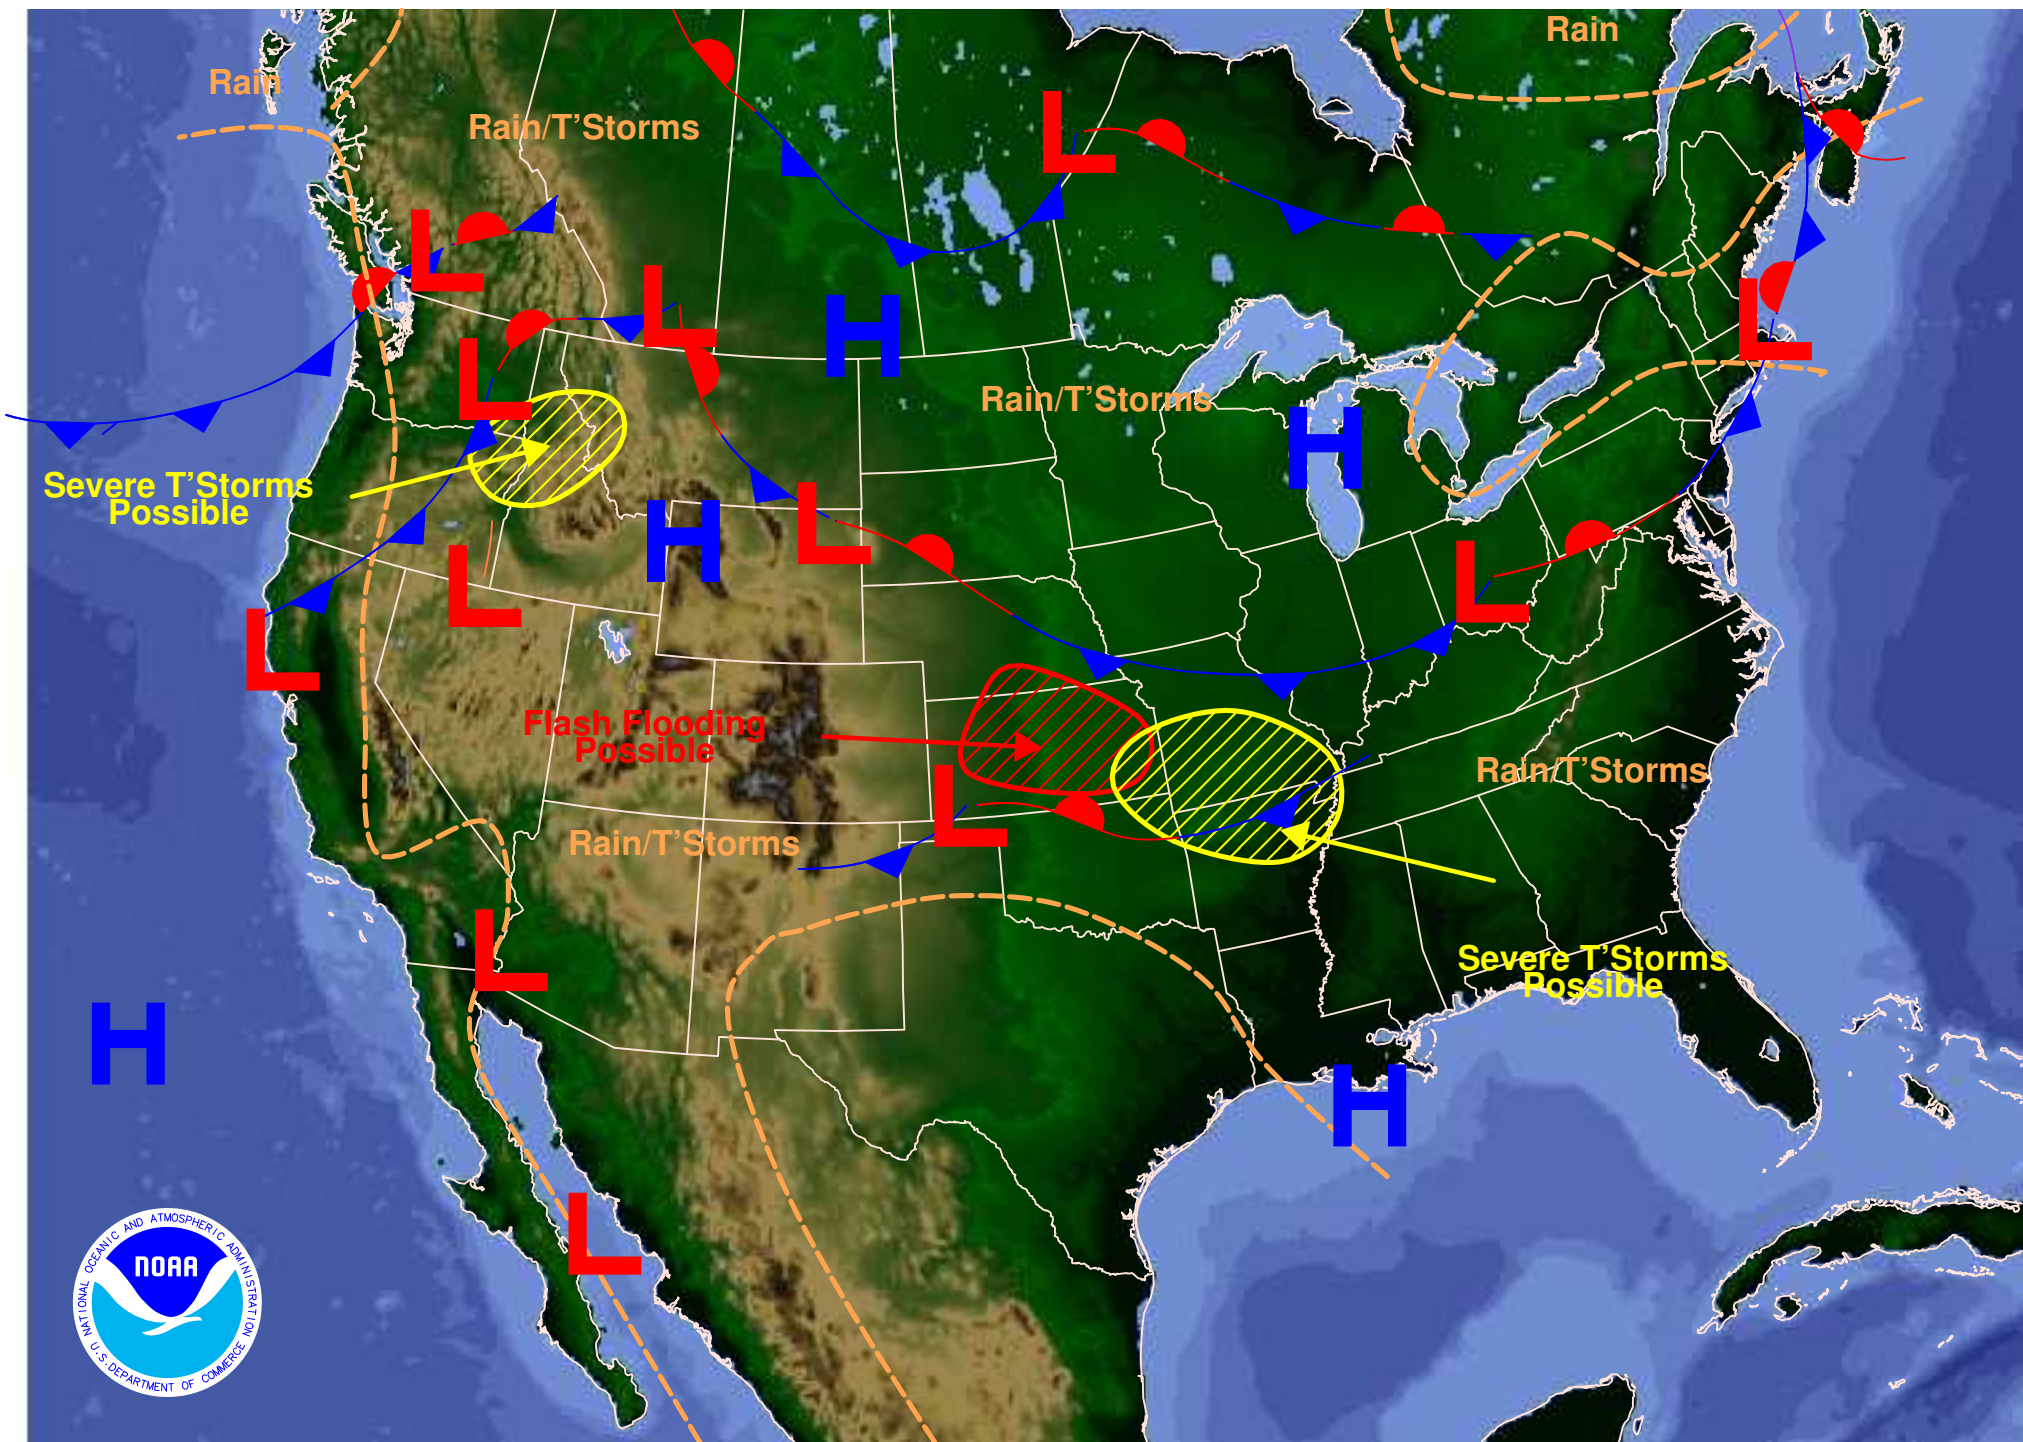 Rain
Rain
Rain/T'Storms
L
L
L
H
L
L
L
Rain/T'Storms
H
Severe T'Storms
Possible
L
H
L
L
L
Flash Flooding
Possible
Rain/T'Storms
L
Rain/T'Storms
L
Severe T'Storms
Possible
H
H
L
NATIONAL OCEANIC AND ATMOSPHERIC ADMINISTRATION
NOAA
U.S. DEPARTMENT OF COMMERCE